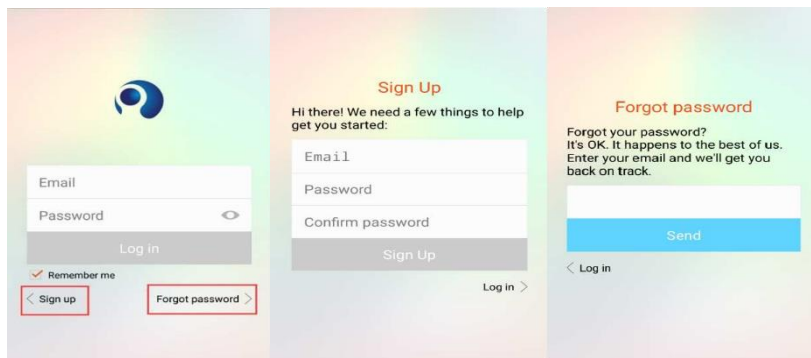 Email
Password
Log in
Remember me
Sign up
Forgot password
Sign Up
Hi there! We need a few things to help
get you started:
Email
Password
Confirm password
Sign Up
Log in
Forgot password
Forgot your password?
It's OK. It happens to the best of us.
Enter your email and we'll get you
back on track.
Send
Log in